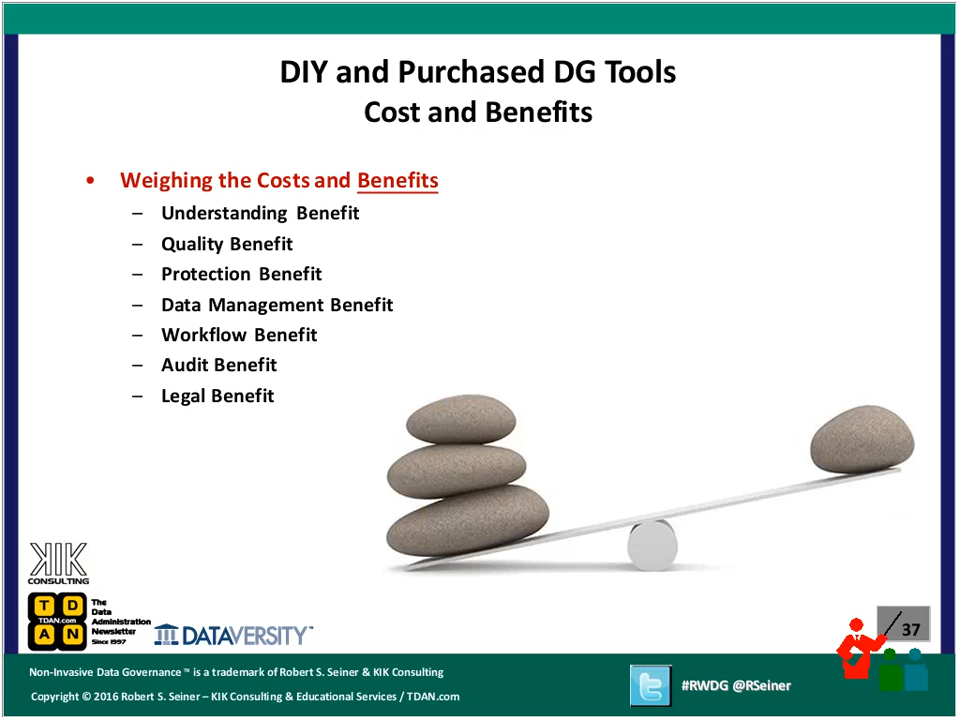 DIY and Purchased DG Tools
Cost and Benefits
• Weighing the Costs and Benefits
– Understanding Benefit
– Quality Benefit
– Protection Benefit
– Data Management Benefit
– Workflow Benefit
– Audit Benefit
– Legal Benefit
KIK
CONSULTING
T D
TDAN.com
A N
The
Data
Administration
Newsletter
Since 1997
DATAVERSITY™
37
Non-Invasive Data Governance™ is a trademark of Robert S. Seiner & KIK Consulting
Copyright © 2016 Robert S. Seiner – KIK Consulting & Educational Services / TDAN.com
#RWDG @RSeiner